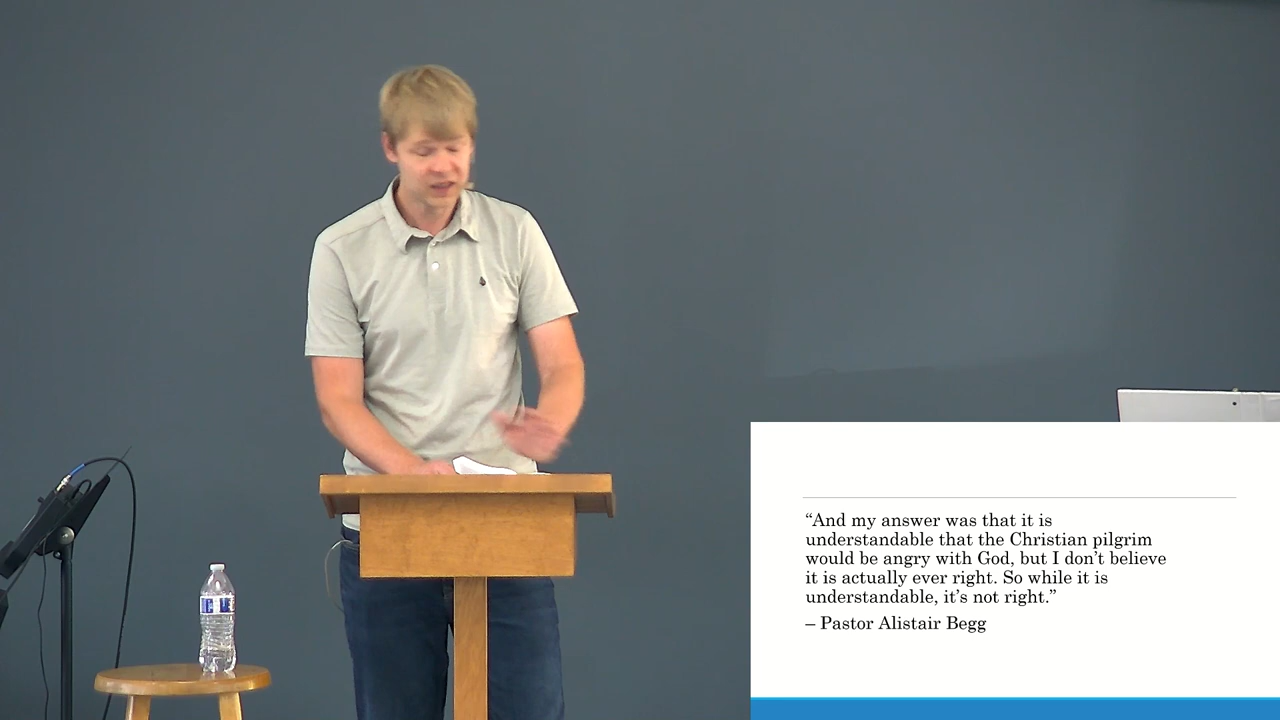 “And my answer was that it is
understandable that the Christian pilgrim
would be angry with God, but I don’t believe
it is actually ever right. So while it is
understandable, it’s not right.”
– Pastor Alistair Begg